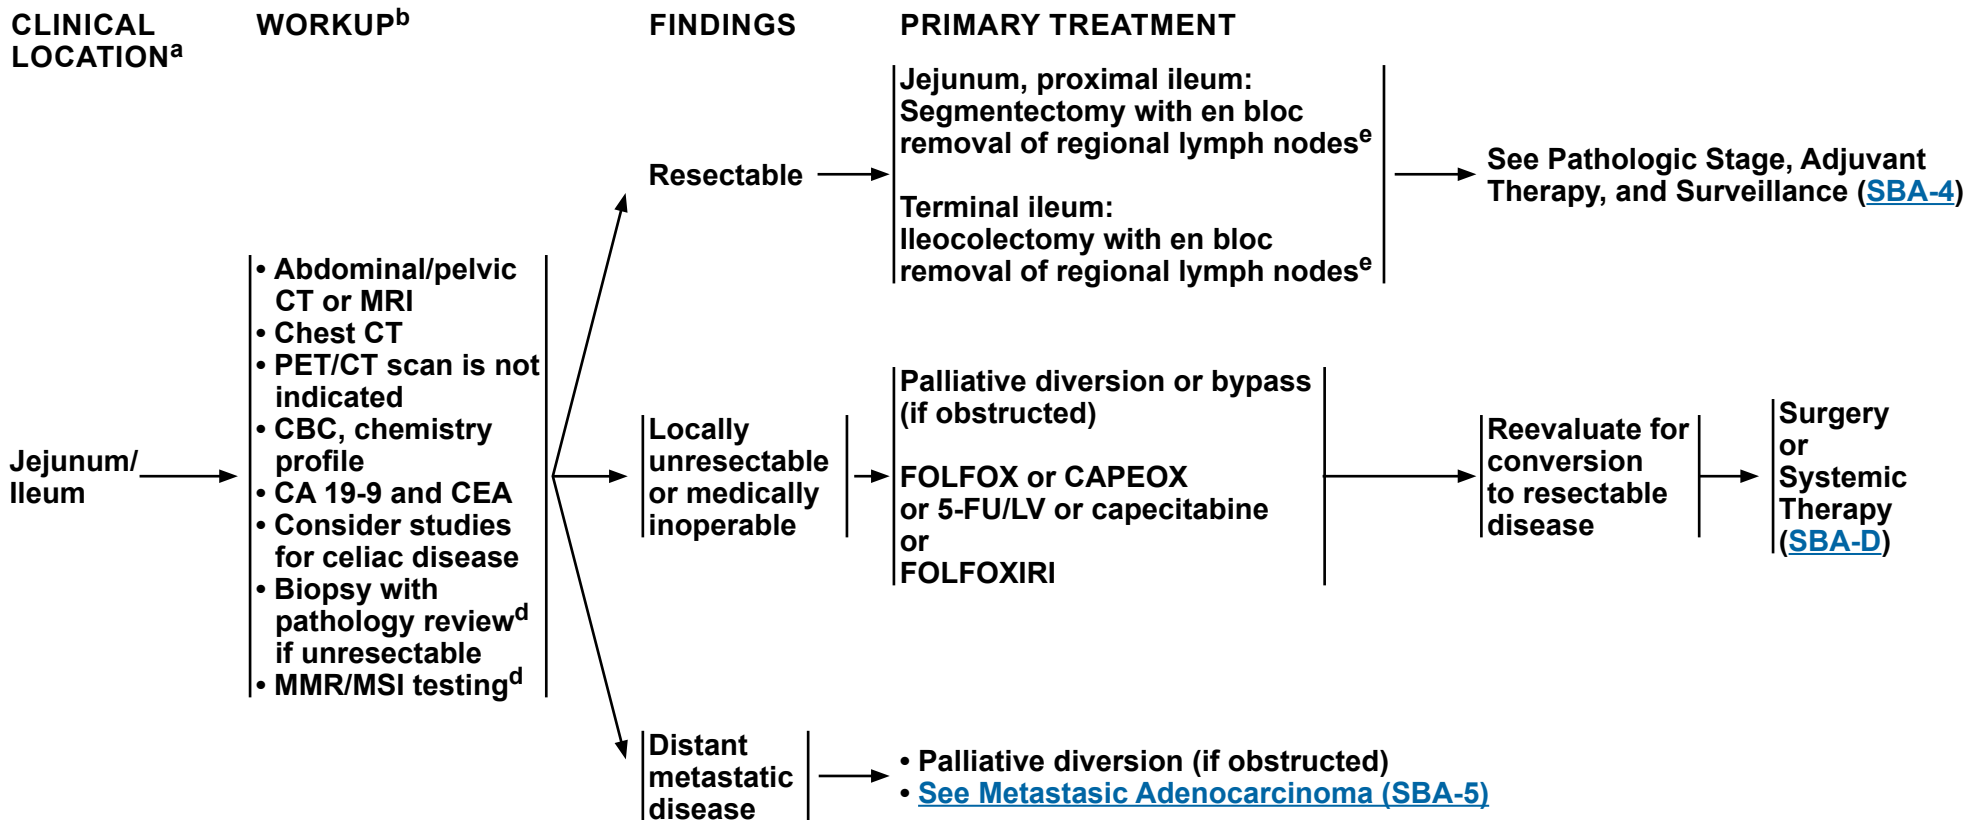 CLINICAL
LOCATIONa
WORKUPb
FINDINGS
PRIMARY TREATMENT
Jejunum/
Ileum
• Abdominal/pelvic
CT or MRI
• Chest CT
• PET/CT scan is not
indicated
• CBC, chemistry
profile
• CA 19-9 and CEA
• Consider studies
for celiac disease
• Biopsy with
pathology reviewd
if unresectable
• MMR/MSI testingd
Resectable
Jejunum, proximal ileum:
Segmentectomy with en bloc
removal of regional lymph nodese
Terminal ileum:
Ileocolectomy with en bloc
removal of regional lymph nodese
See Pathologic Stage, Adjuvant
Therapy, and Surveillance (SBA-4)
Locally
unresectable
or medically
inoperable
Palliative diversion or bypass
(if obstructed)
FOLFOX or CAPEOX
or 5-FU/LV or capecitabine
or
FOLFOXIRI
Reevaluate for
conversion
to resectable
disease
Surgery
or
Systemic
Therapy
(SBA-D)
Distant
metastatic
disease
• Palliative diversion (if obstructed)
• See Metastasic Adenocarcinoma (SBA-5)